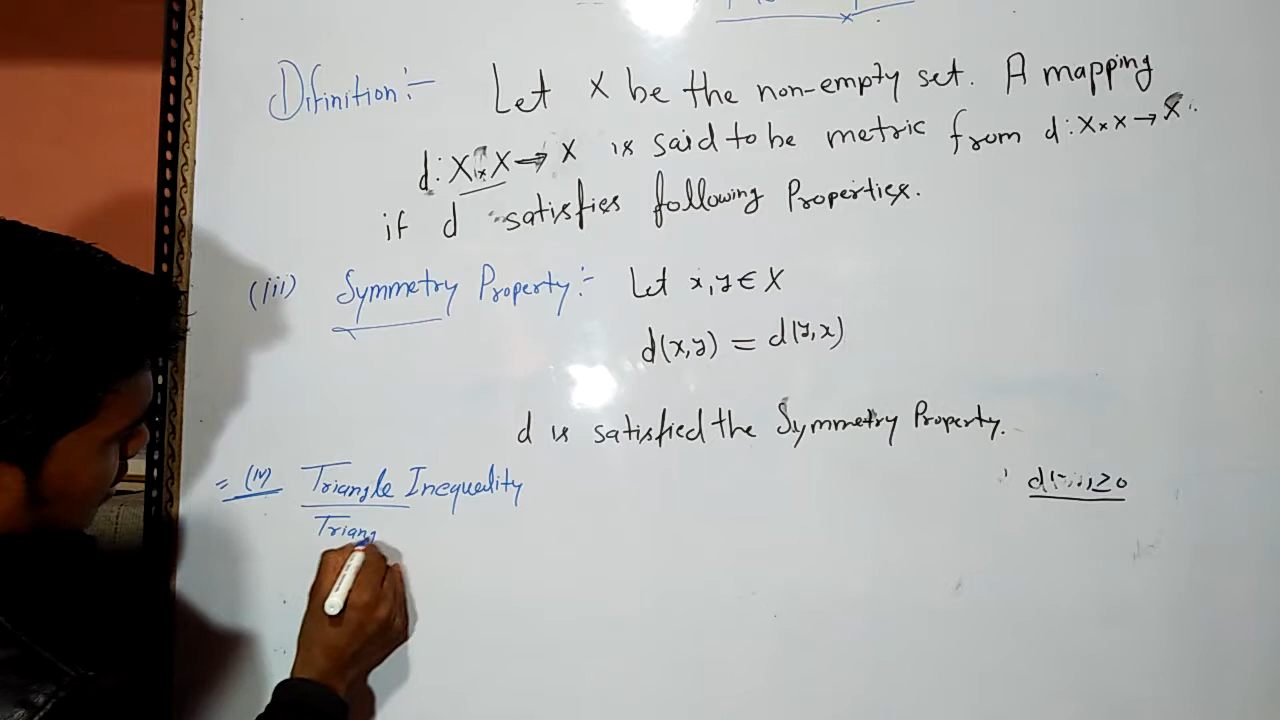 Difinition:- Let X be the non-empty set. A mapping
d: X x X → X is said to be metric from d: X x X → X.
if d satisfies following Properties.
(iii) Symmetry Property:- Let x, y ∈ X
d(x,y) = d(y,x)
d is satisfied the Symmetry Property.
= (iv) Triangle Inequality
≥0
Triang